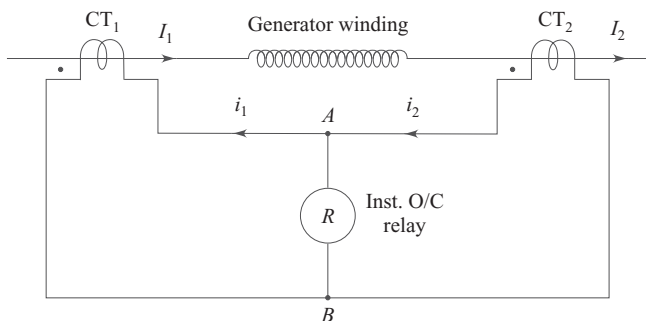 Generator winding
CT₁
I₁
CT₂
I₂
i₁
A
i₂
R
Inst. O/C
relay
B